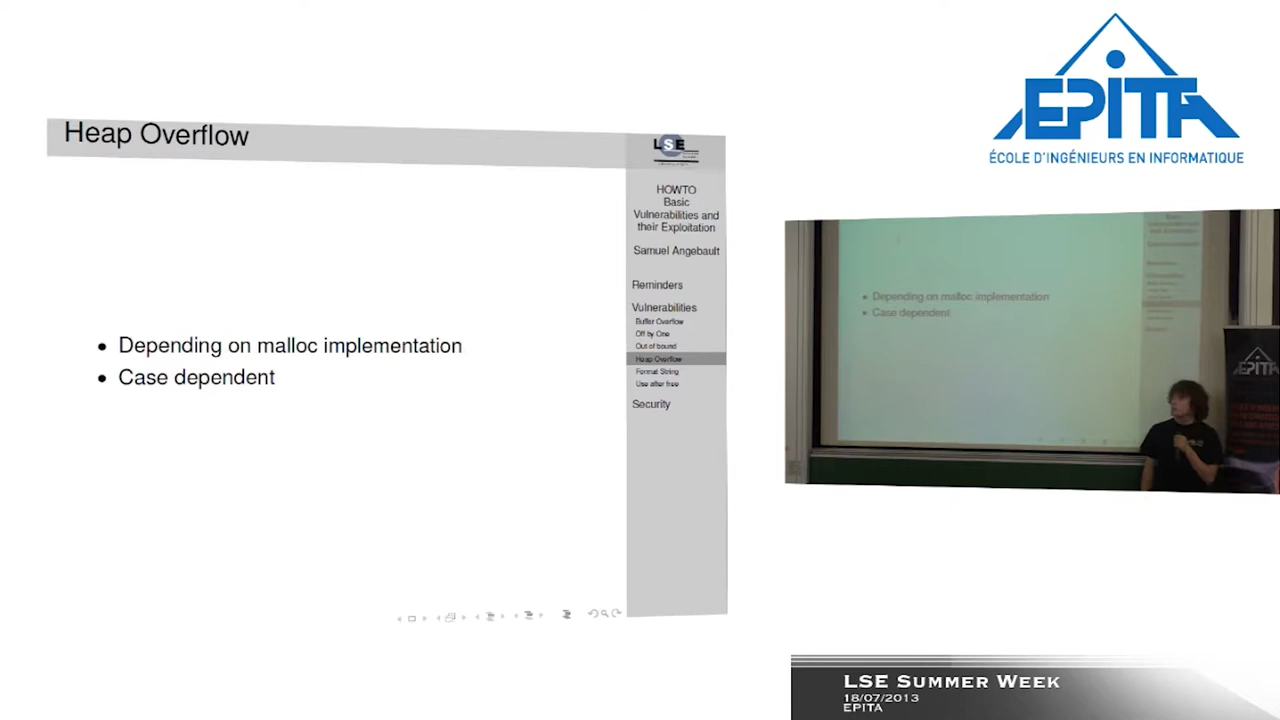 Heap Overflow
LSE
HOWTO
Basic
Vulnerabilities and
their Exploitation
Samuel Angebault
Reminders
Vulnerabilities
Buffer Overflow
Off by One
Out of bound
Heap Overflow
Format String
Use after free
Security
• Depending on malloc implementation
• Case dependent
EPITA
ÉCOLE D'INGÉNIEURS EN INFORMATIQUE
• Depending on malloc implementation
• Case dependent
EPITA
LSE SUMMER WEEK
18/07/2013
EPITA